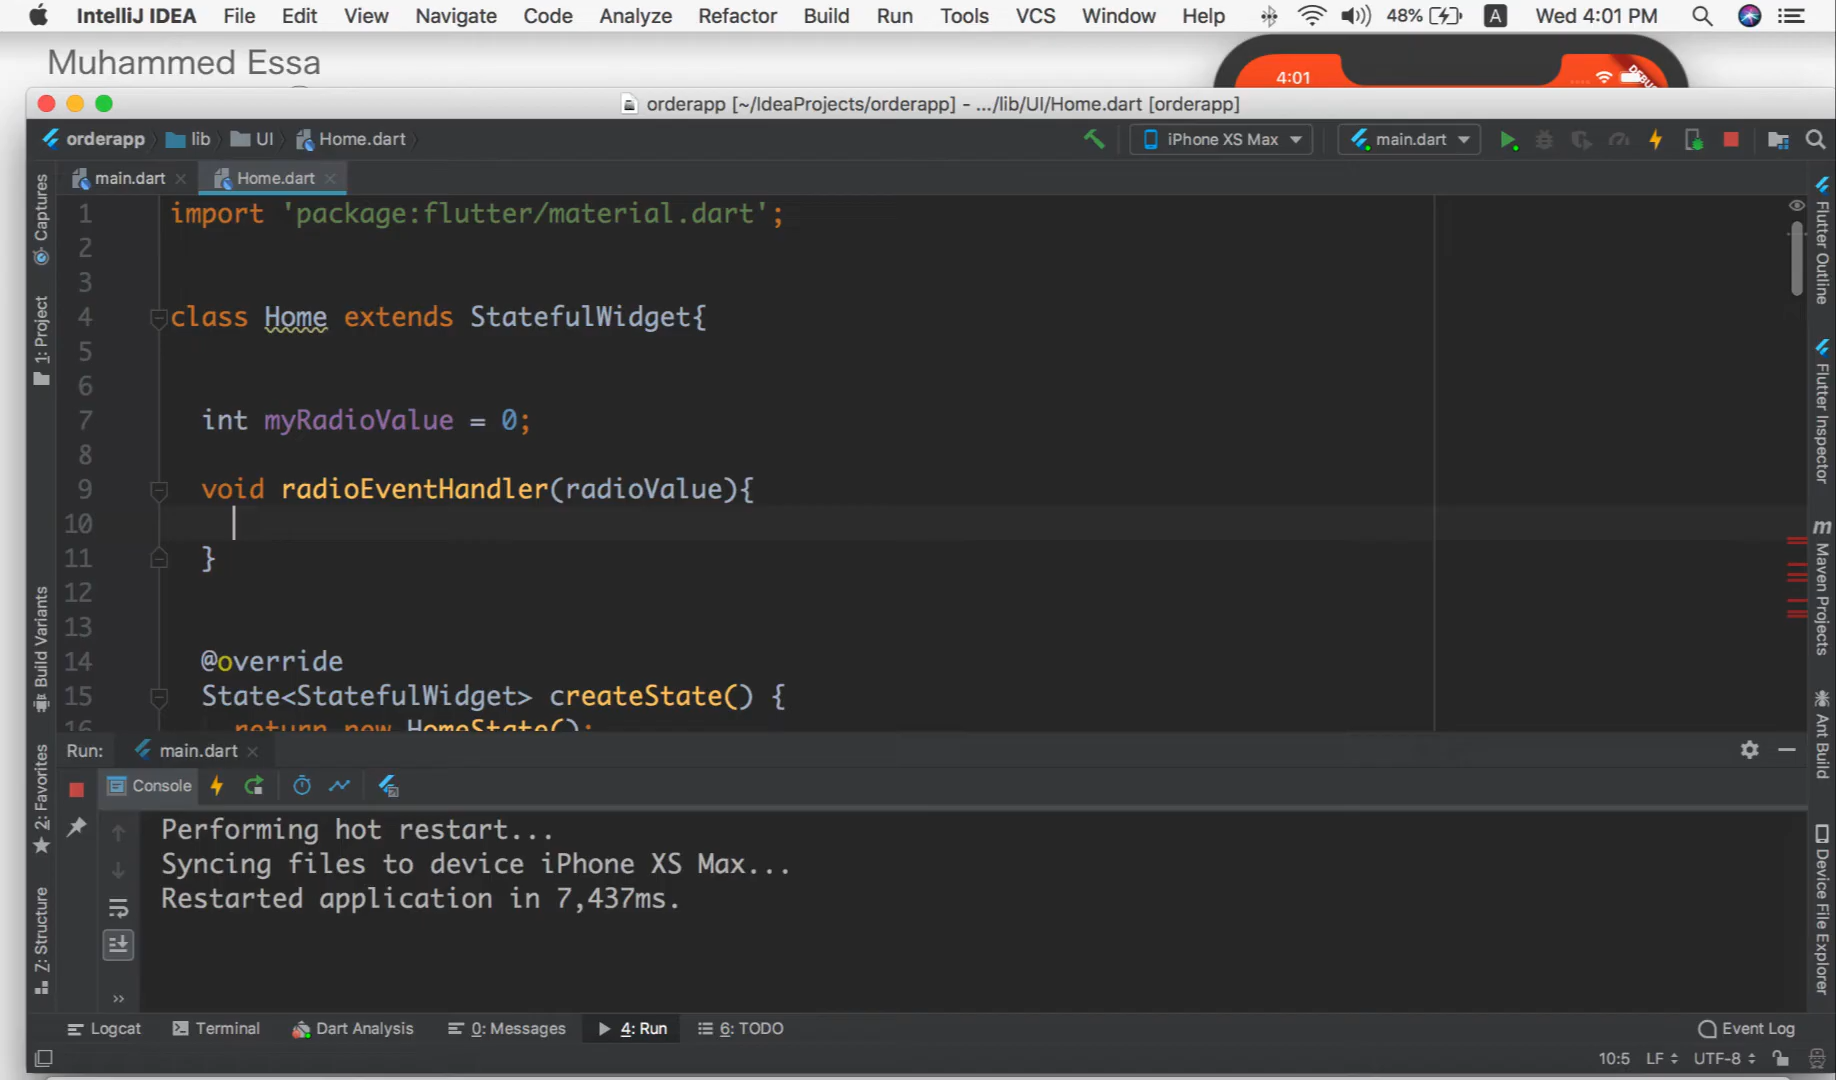 IntelliJ IDEA File Edit View Navigate Code Analyze Refactor Build Run Tools VCS Window Help 48% A Wed 4:01 PM
Muhammed Essa
4:01
DEBUG
orderapp [~/IdeaProjects/orderapp] - .../lib/UI/Home.dart [orderapp]
orderapp lib UI Home.dart iPhone XS Max main.dart
main.dart Home.dart
1 import 'package:flutter/material.dart';
2
3
4 class Home extends StatefulWidget{
5
6
7 int myRadioValue = 0;
8
9 void radioEventHandler(radioValue){
10
11 }
12
13
14 @override
15 State<StatefulWidget> createState() {
16 return new HomeState();
Captures
1: Project
Build Variants
2: Favorites
Z: Structure
Flutter Outline
Flutter Inspector
m Maven Projects
Ant Build
Device File Explorer
Run: main.dart
Console
Performing hot restart...
Syncing files to device iPhone XS Max...
Restarted application in 7,437ms.
»
Logcat Terminal Dart Analysis 0: Messages 4: Run 6: TODO Event Log
10:5 LF UTF-8